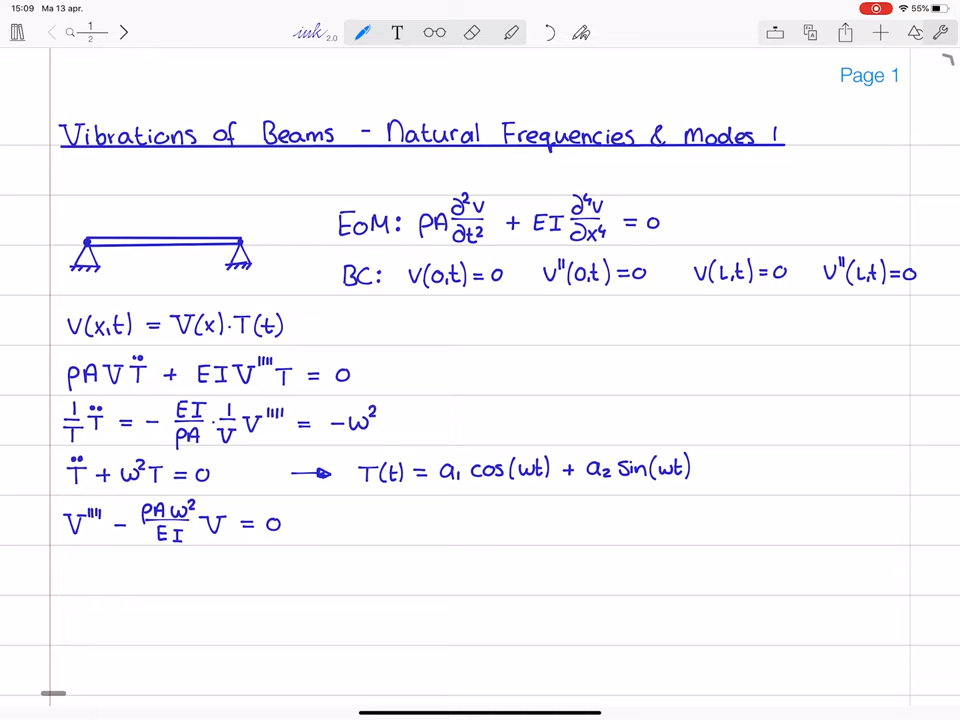 15:09 Ma 13 apr. 55%
1/2 ink 2.0 T
Page 1
Vibrations of Beams - Natural Frequencies & Modes 1
EoM: ρA ∂²v/∂t² + EI ∂⁴v/∂x⁴ = 0
BC: v(0,t) = 0 v''(0,t) = 0 v(L,t) = 0 v''(L,t) = 0
v(x,t) = V(x)·T(t)
ρAVT̈ + EIV''''T = 0
1/T T̈ = - EI/ρA · 1/V V'''' = -ω²
T̈ + ω²T = 0 → T(t) = a₁ cos(ωt) + a₂ sin(ωt)
V'''' - ρAω²/EI V = 0